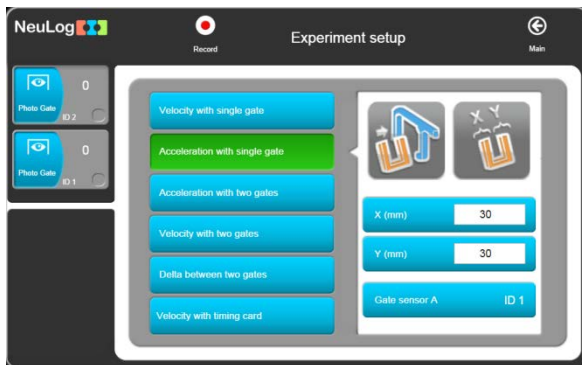 NeuLog
Record
Experiment setup
Main
0
Photo Gate
ID 2
0
Photo Gate
ID 1
Velocity with single gate
Acceleration with single gate
Acceleration with two gates
Velocity with two gates
Delta between two gates
Velocity with timing card
X Y
X (mm) 30
Y (mm) 30
Gate sensor A ID 1